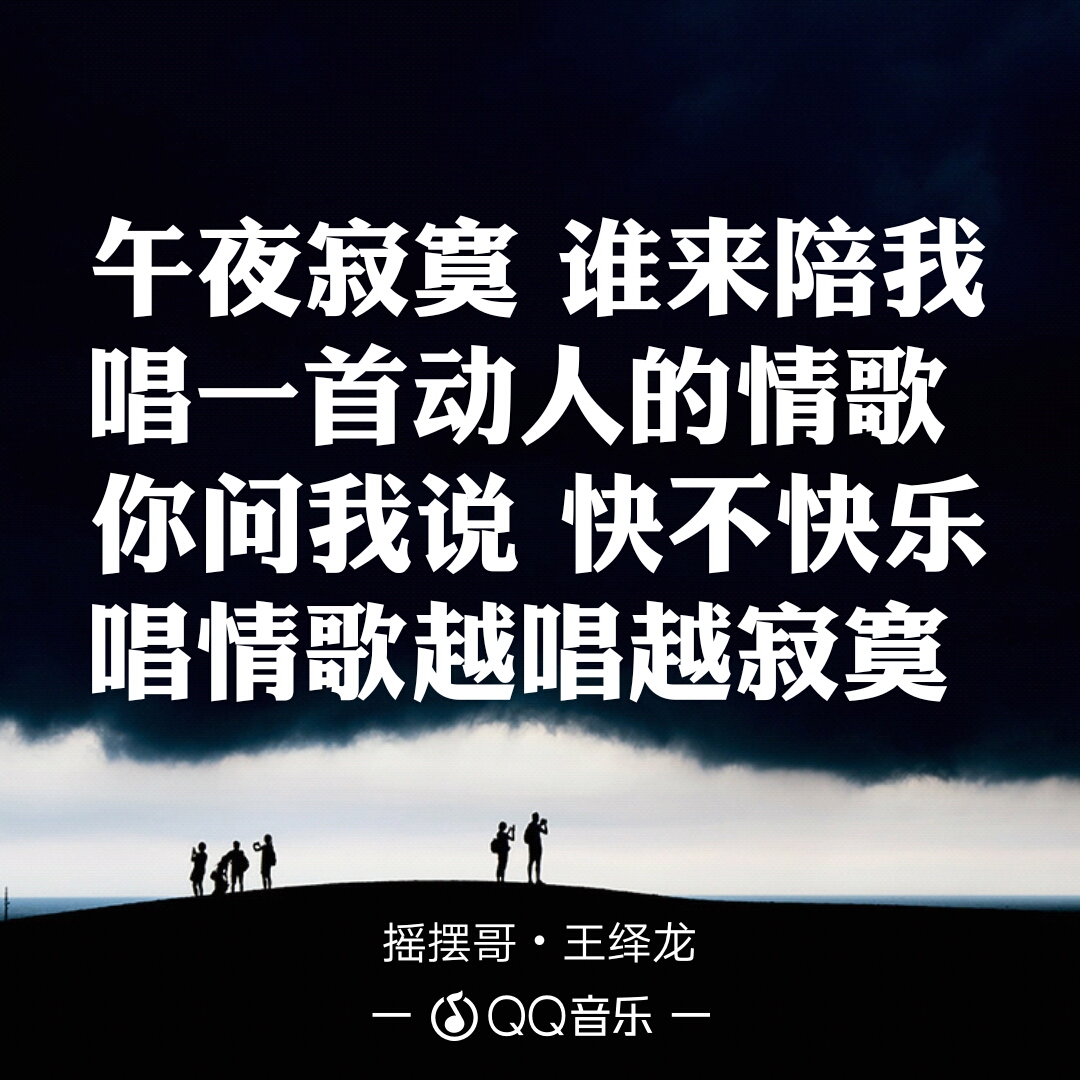 午夜寂寞 谁来陪我
唱一首动人的情歌
你问我说 快不快乐
唱情歌越唱越寂寞
摇摆哥·王绎龙
QQ音乐